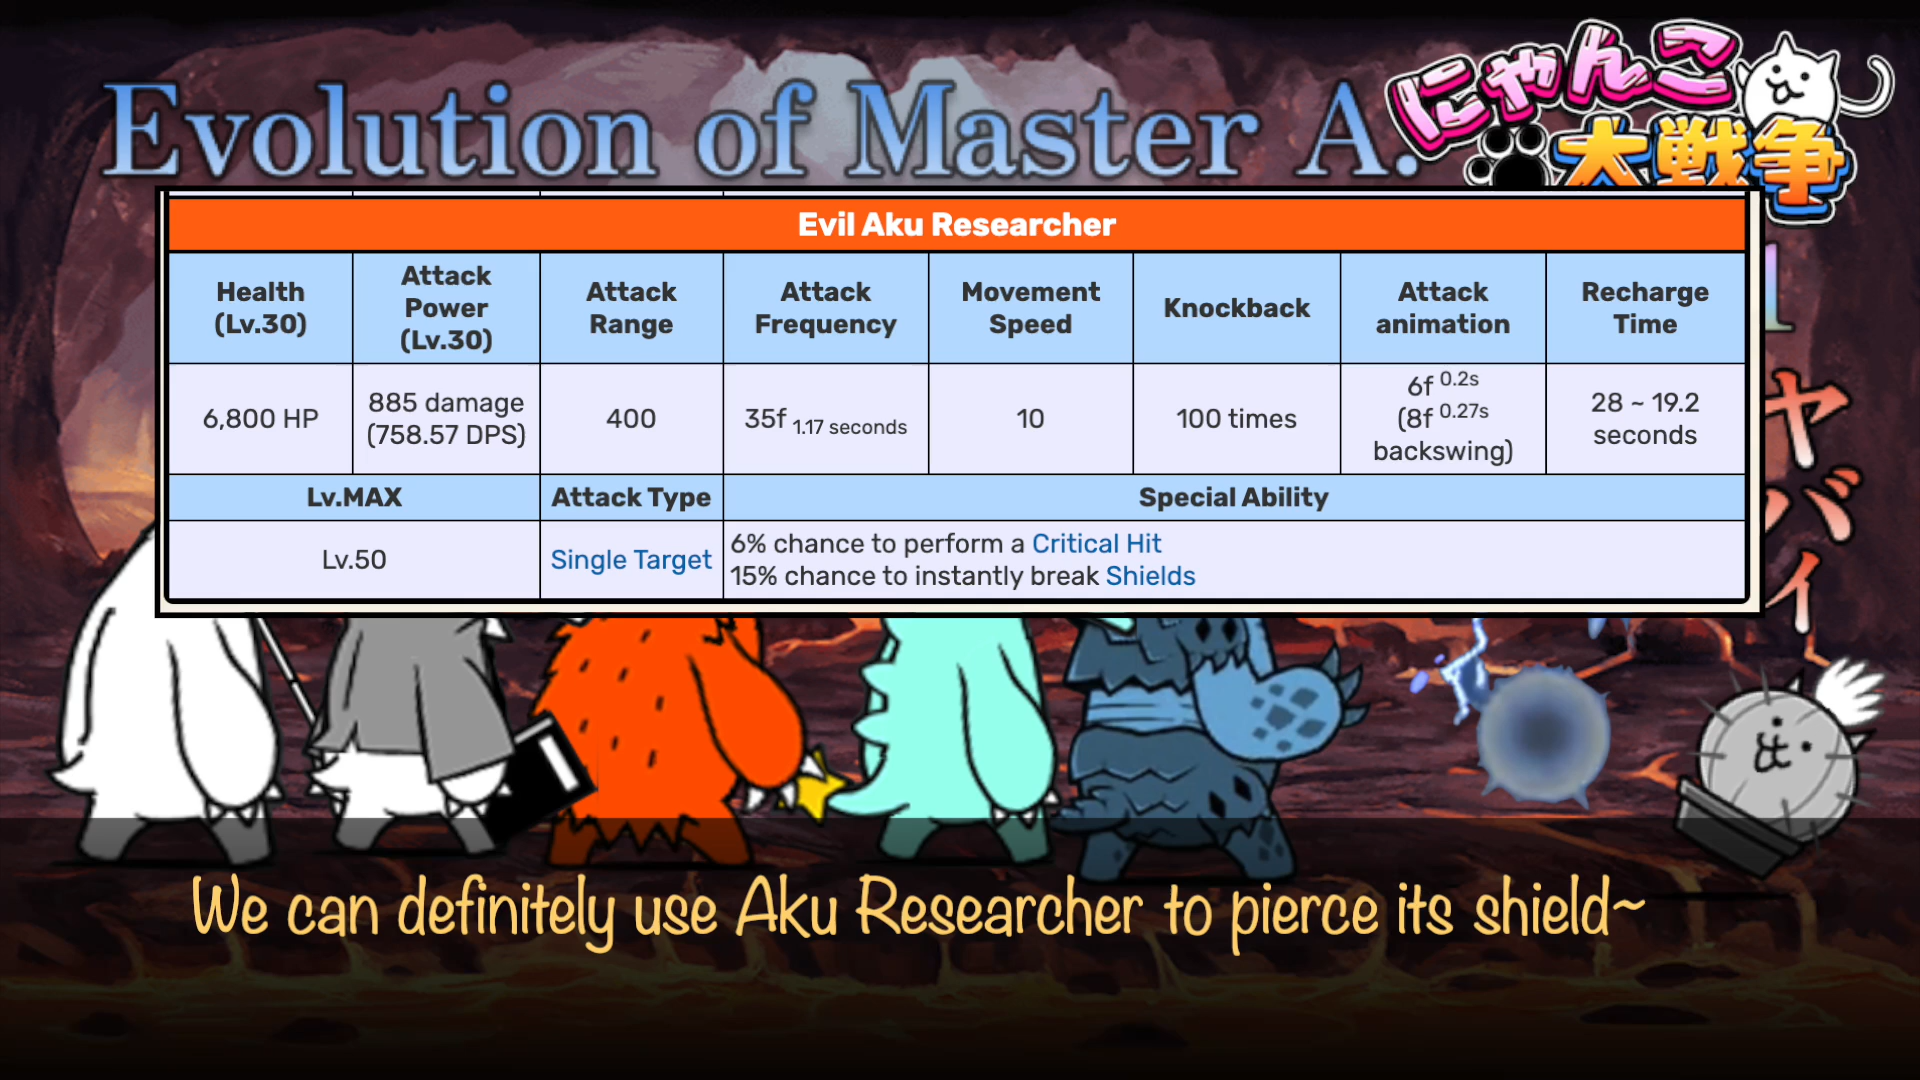 Evolution of Master A.
にゃんこ
大戦争
Evil Aku Researcher
Health
(Lv.30)
Attack
Power
(Lv.30)
Attack
Range
Attack
Frequency
Movement
Speed
Knockback
Attack
animation
Recharge
Time
6,800 HP
885 damage
(758.57 DPS)
400
35f 1.17 seconds
10
100 times
6f 0.2s
(8f 0.27s
backswing)
28 ~ 19.2
seconds
Lv.MAX
Attack Type
Special Ability
Lv.50
Single Target
6% chance to perform a Critical Hit
15% chance to instantly break Shields
ヤバイ
We can definitely use Aku Researcher to pierce its shield~